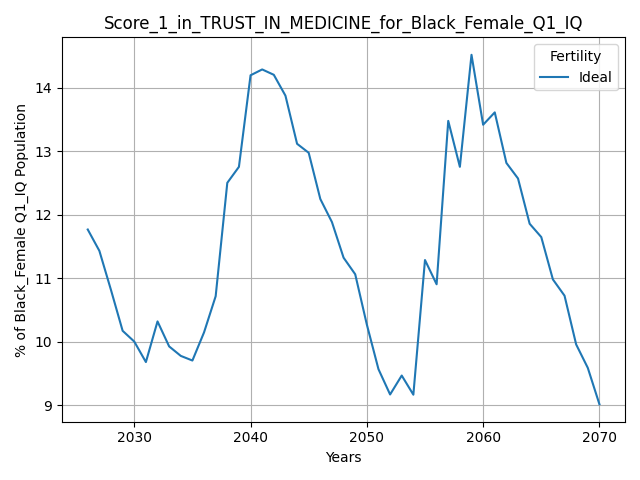 Score_1_in_TRUST_IN_MEDICINE_for_Black_Female_Q1_IQ
Fertility
Ideal
% of Black_Female Q1_IQ Population
14
13
12
11
10
9
2030
2040
2050
2060
2070
Years